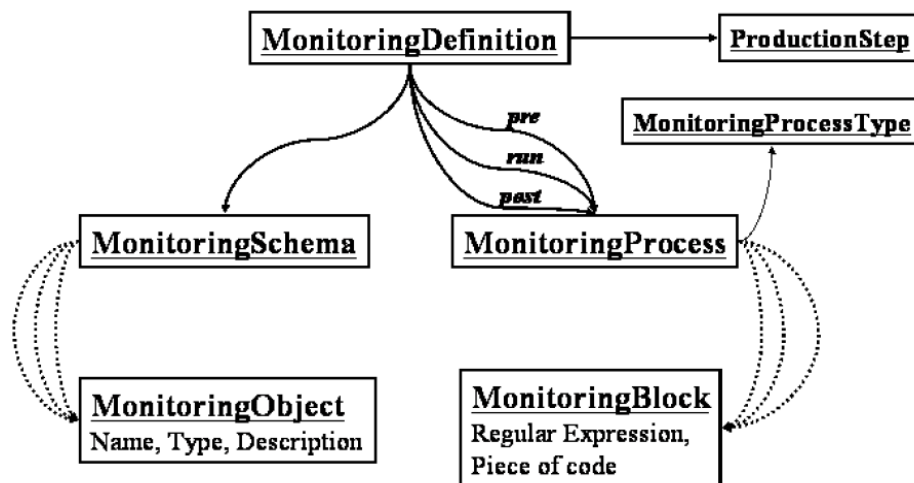 MonitoringDefinition
ProductionStep
MonitoringProcessType
pre
run
post
MonitoringSchema
MonitoringProcess
MonitoringObject
Name, Type, Description
MonitoringBlock
Regular Expression,
Piece of code